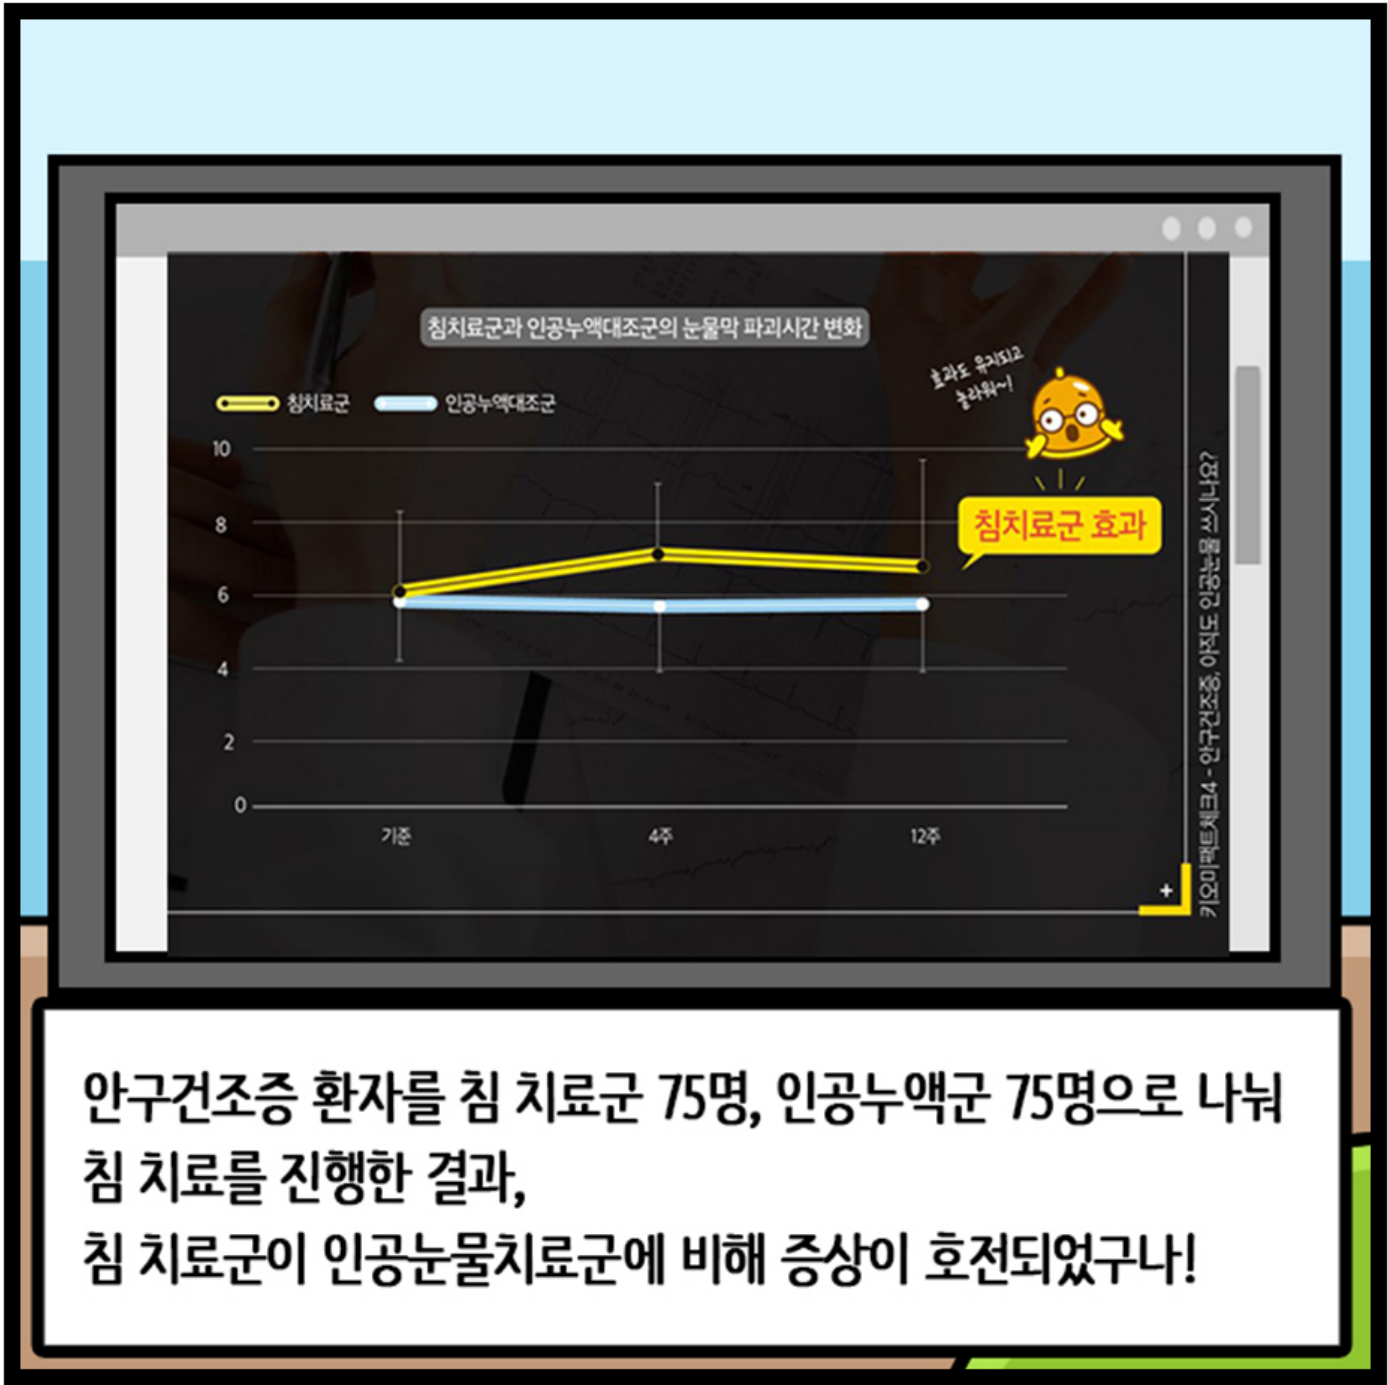 침치료군과 인공누액대조군의 눈물막 파괴시간 변화
효과도 유지되고
놀라워~!
침치료군
인공누액대조군
10
8
6
4
2
0
침치료군 효과
기준
4주
12주
+
키오미팩트체크4 - 안구건조증, 아직도 인공눈물 쓰시나요?
안구건조증 환자를 침 치료군 75명, 인공누액군 75명으로 나눠
침 치료를 진행한 결과,
침 치료군이 인공눈물치료군에 비해 증상이 호전되었구나!